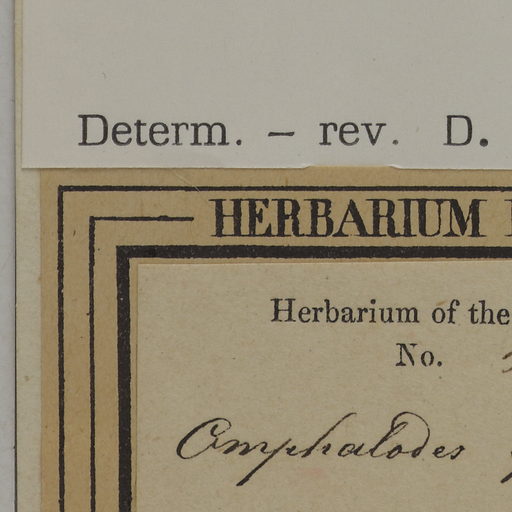 Determ. – rev. D.
HERBARIUM
Herbarium of the
No.
Omphalodes